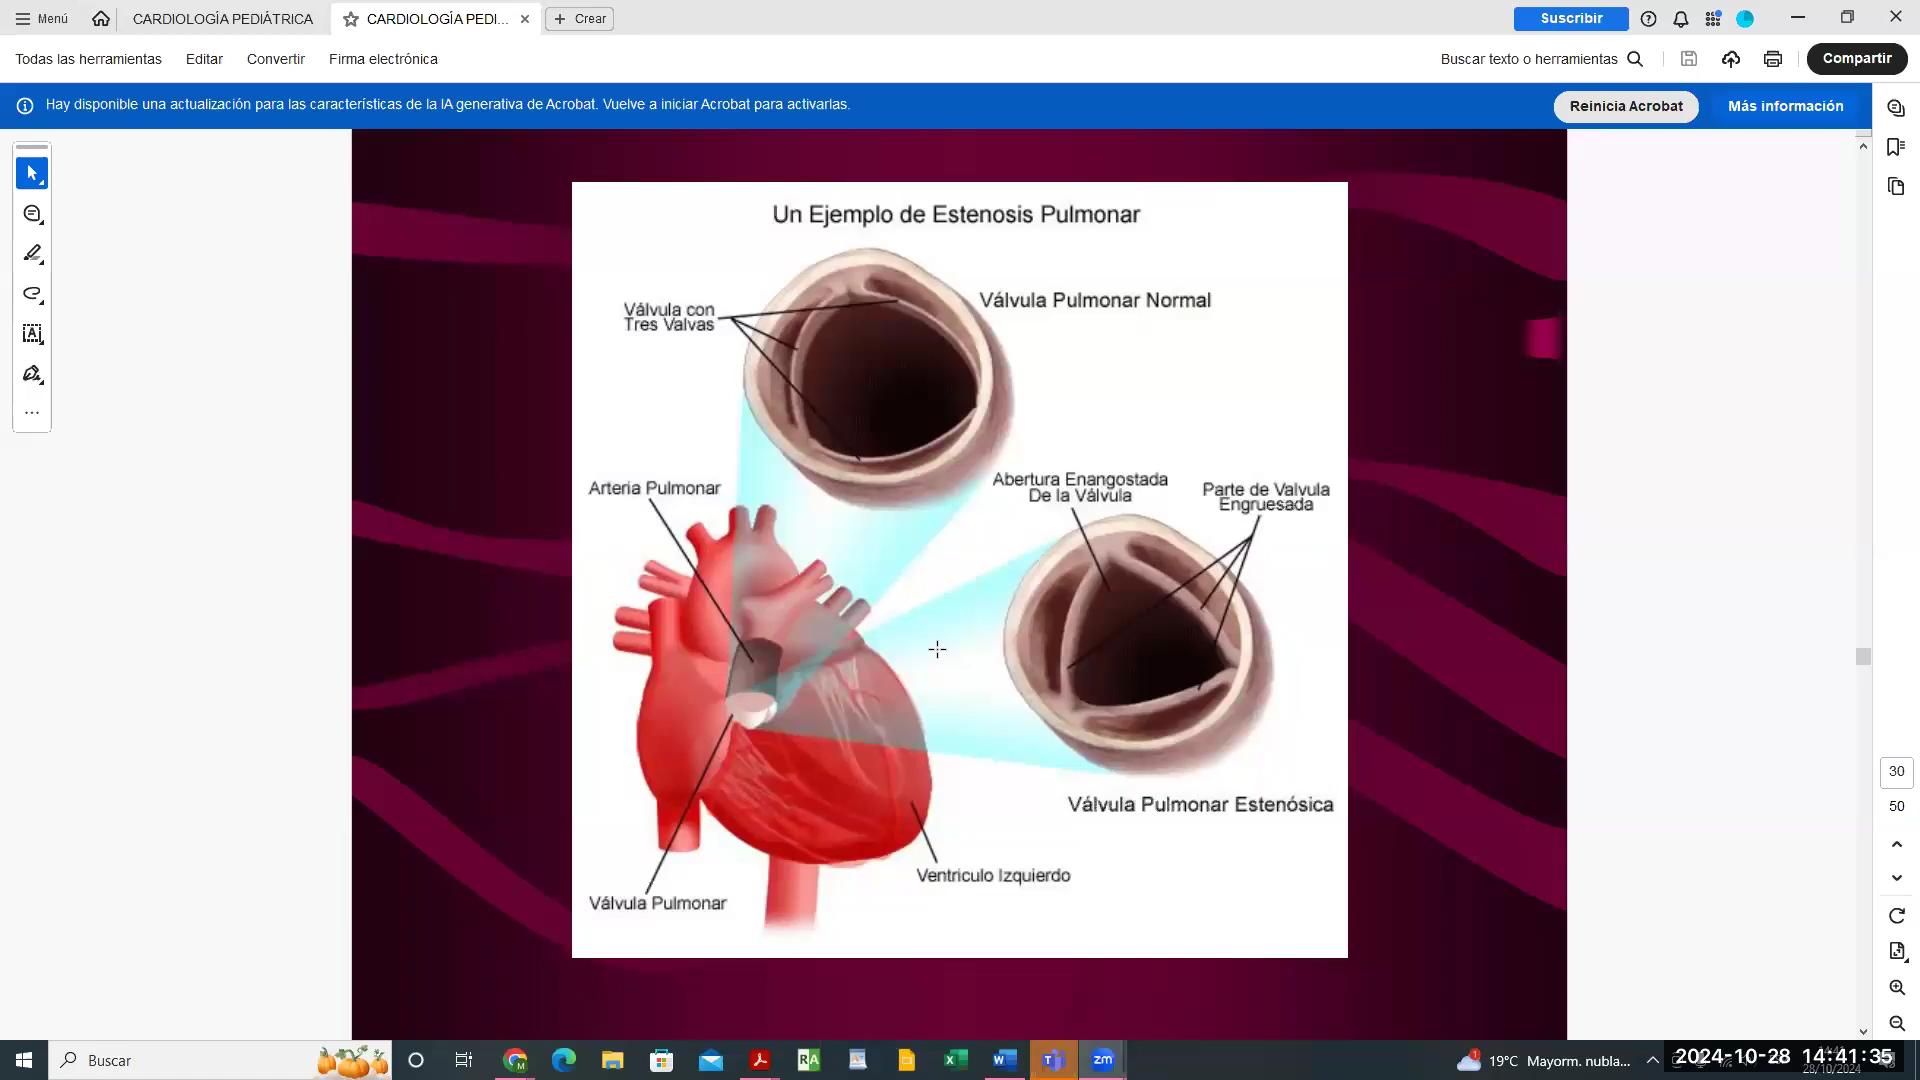 Menú
CARDIOLOGÍA PEDIÁTRICA
CARDIOLOGÍA PEDI...
Crear
Suscribir
Todas las herramientas
Editar
Convertir
Firma electrónica
Buscar texto o herramientas
Compartir
Hay disponible una actualización para las características de la IA generativa de Acrobat. Vuelve a iniciar Acrobat para activarlas.
Reinicia Acrobat
Más información
Un Ejemplo de Estenosis Pulmonar
Válvula con
Tres Valvas
Válvula Pulmonar Normal
Arteria Pulmonar
Abertura Enangostada
De la Válvula
Parte de Valvula
Engruesada
Válvula Pulmonar Estenósica
Ventriculo Izquierdo
Válvula Pulmonar
30
50
Buscar
19°C Mayorm. nubla...
2024-10-28 14:41:35
28/10/2024